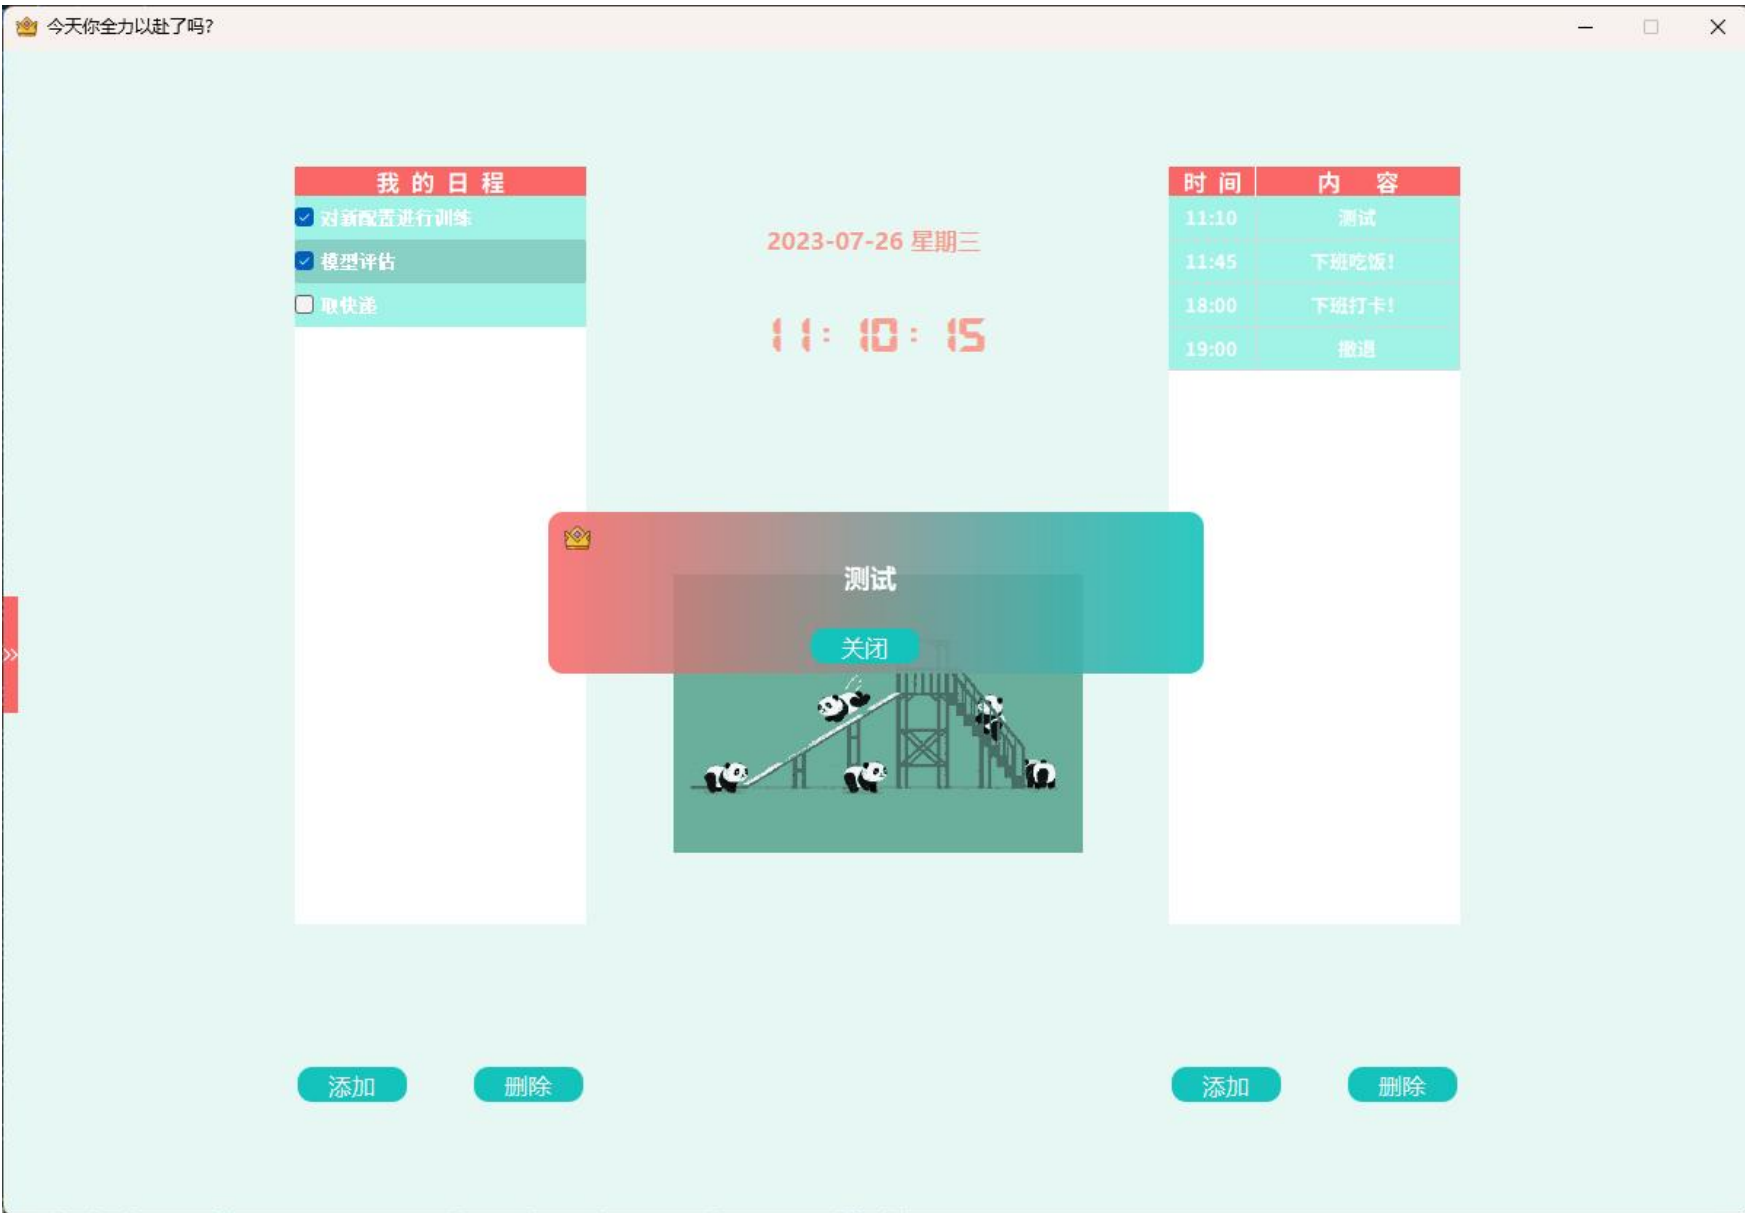 今天你全力以赴了吗?
我的日程
对新配置进行训练
模型评估
取快递
2023-07-26 星期三
11:10:15
时间 内容
11:10 测试
11:45 下班吃饭!
18:00 下班打卡!
19:00 撤退
测试
关闭
添加 删除
添加 删除